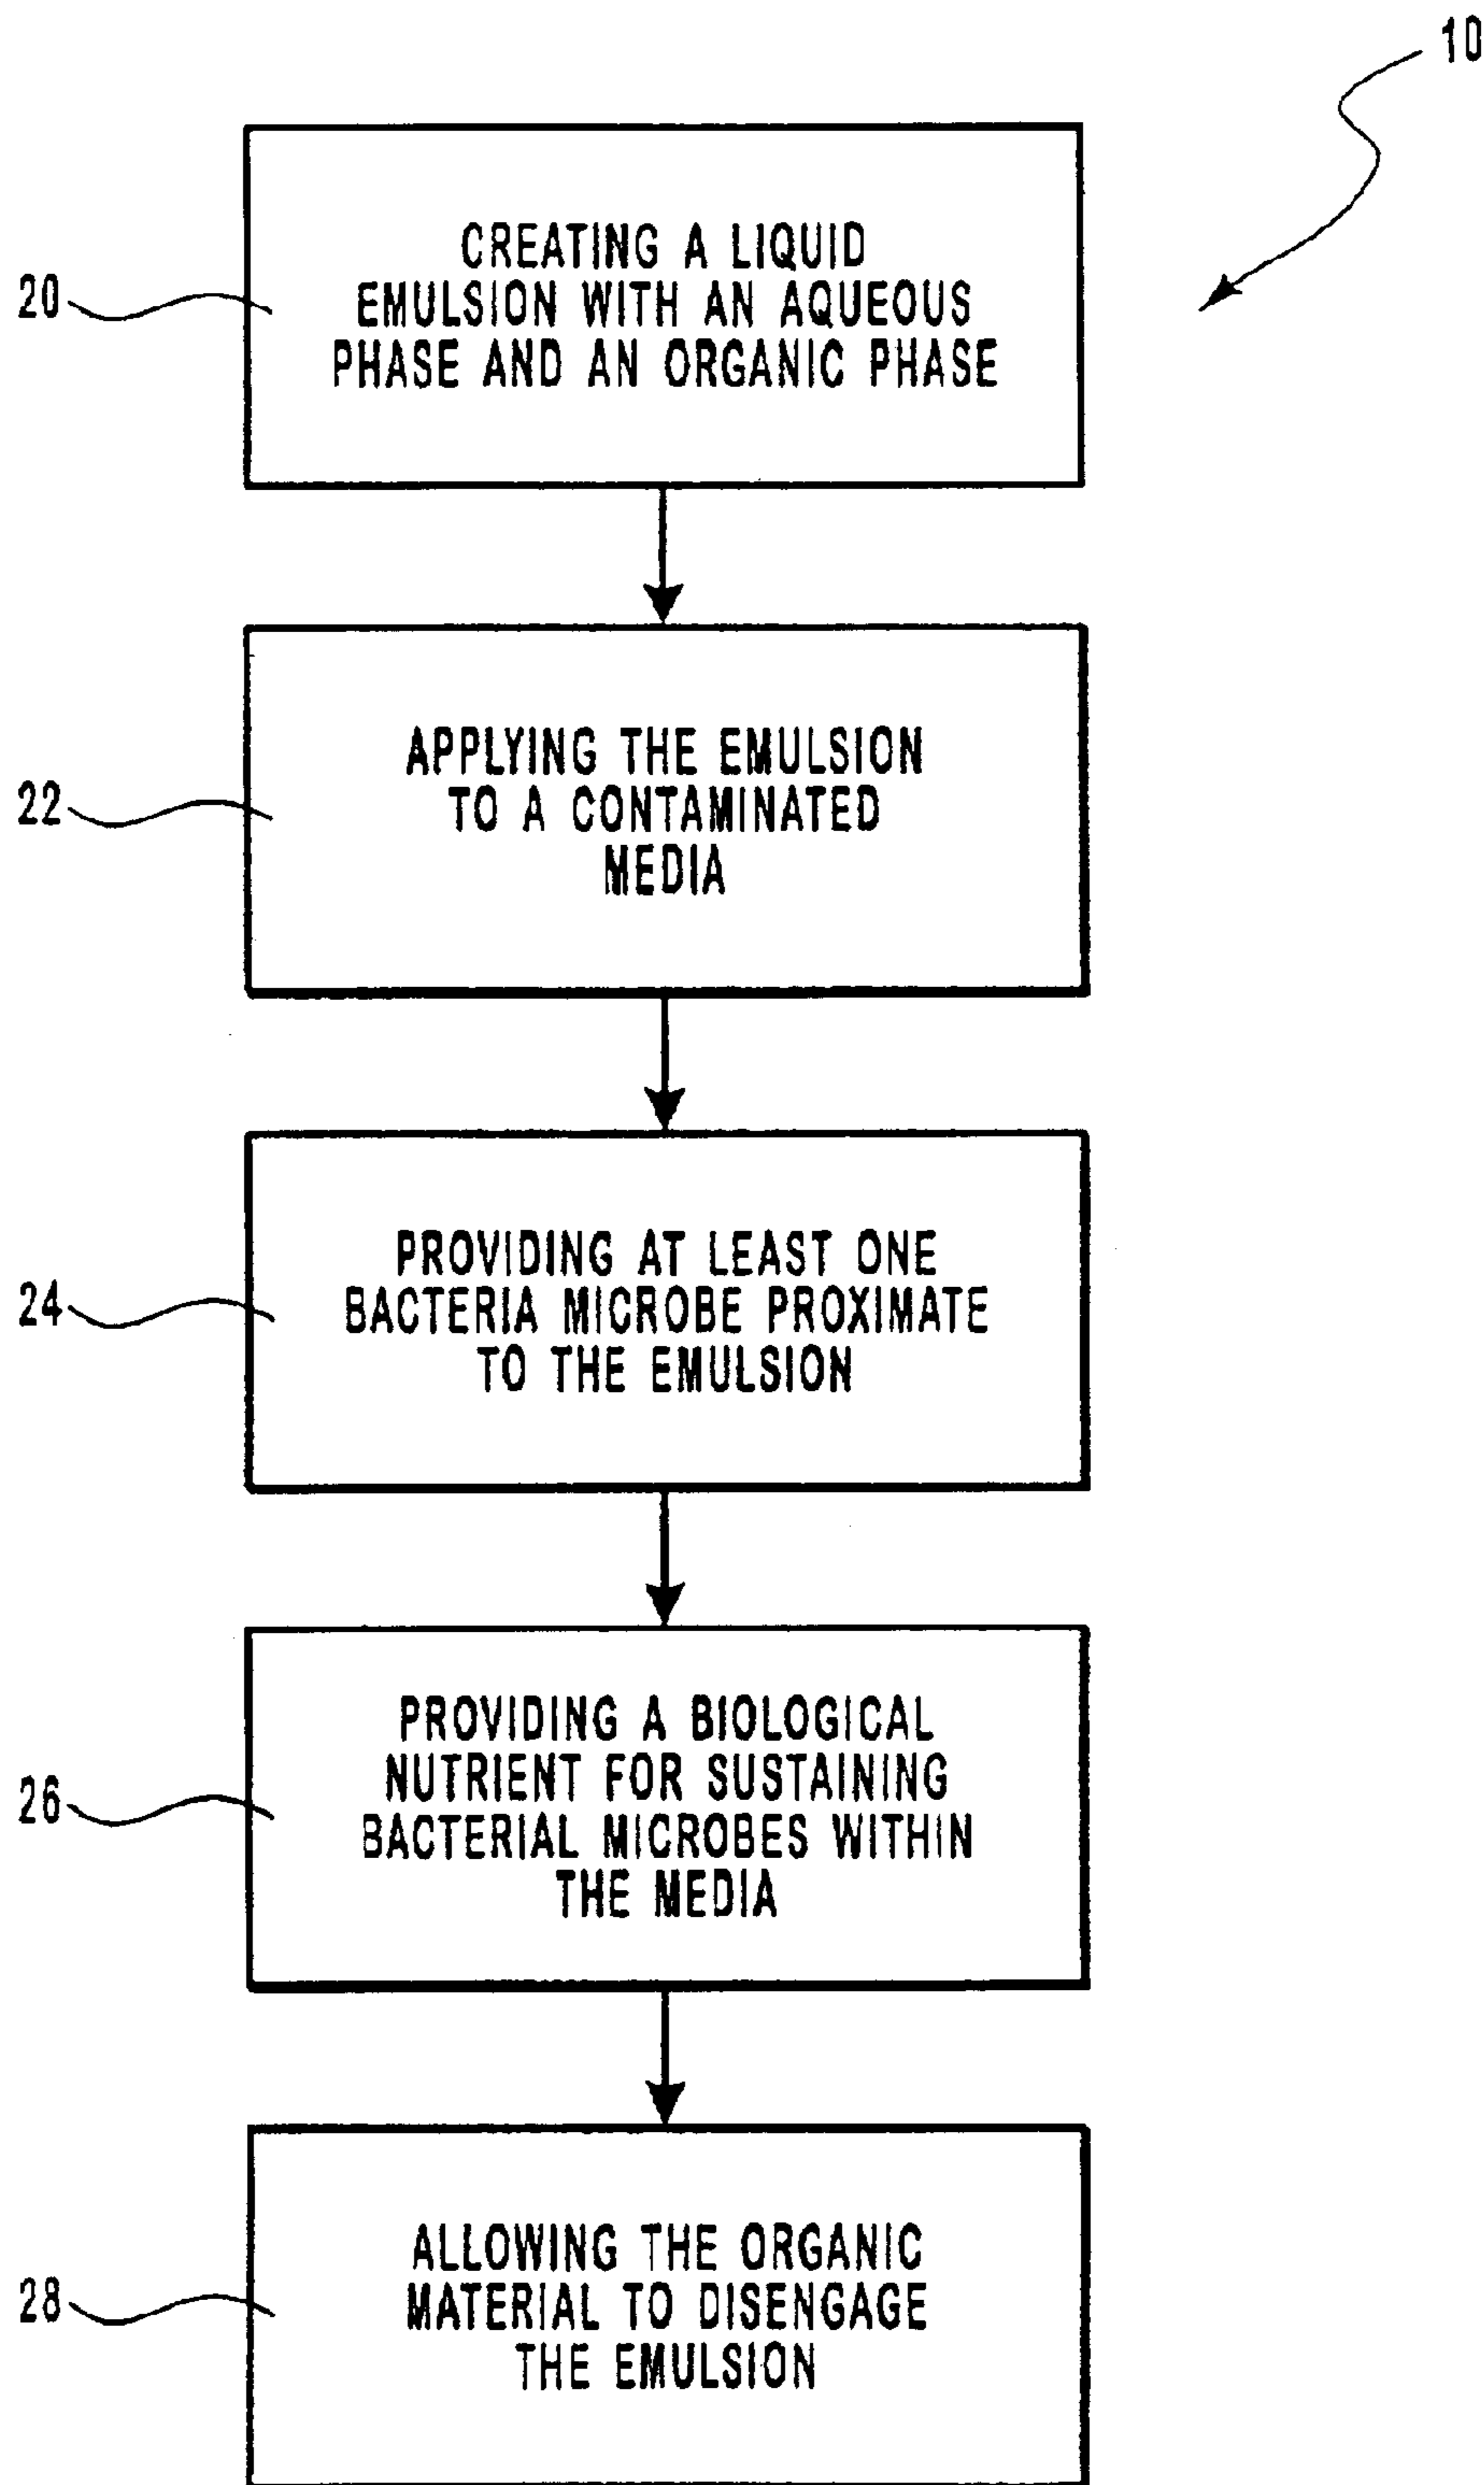 10
20
CREATING A LIQUID
EMULSION WITH AN AQUEOUS
PHASE AND AN ORGANIC PHASE
22
APPLYING THE EMULSION
TO A CONTAMINATED
MEDIA
24
PROVIDING AT LEAST ONE
BACTERIA MICROBE PROXIMATE
TO THE EMULSION
26
PROVIDING A BIOLOGICAL
NUTRIENT FOR SUSTAINING
BACTERIAL MICROBES WITHIN
THE MEDIA
28
ALLOWING THE ORGANIC
MATERIAL TO DISENGAGE
THE EMULSION